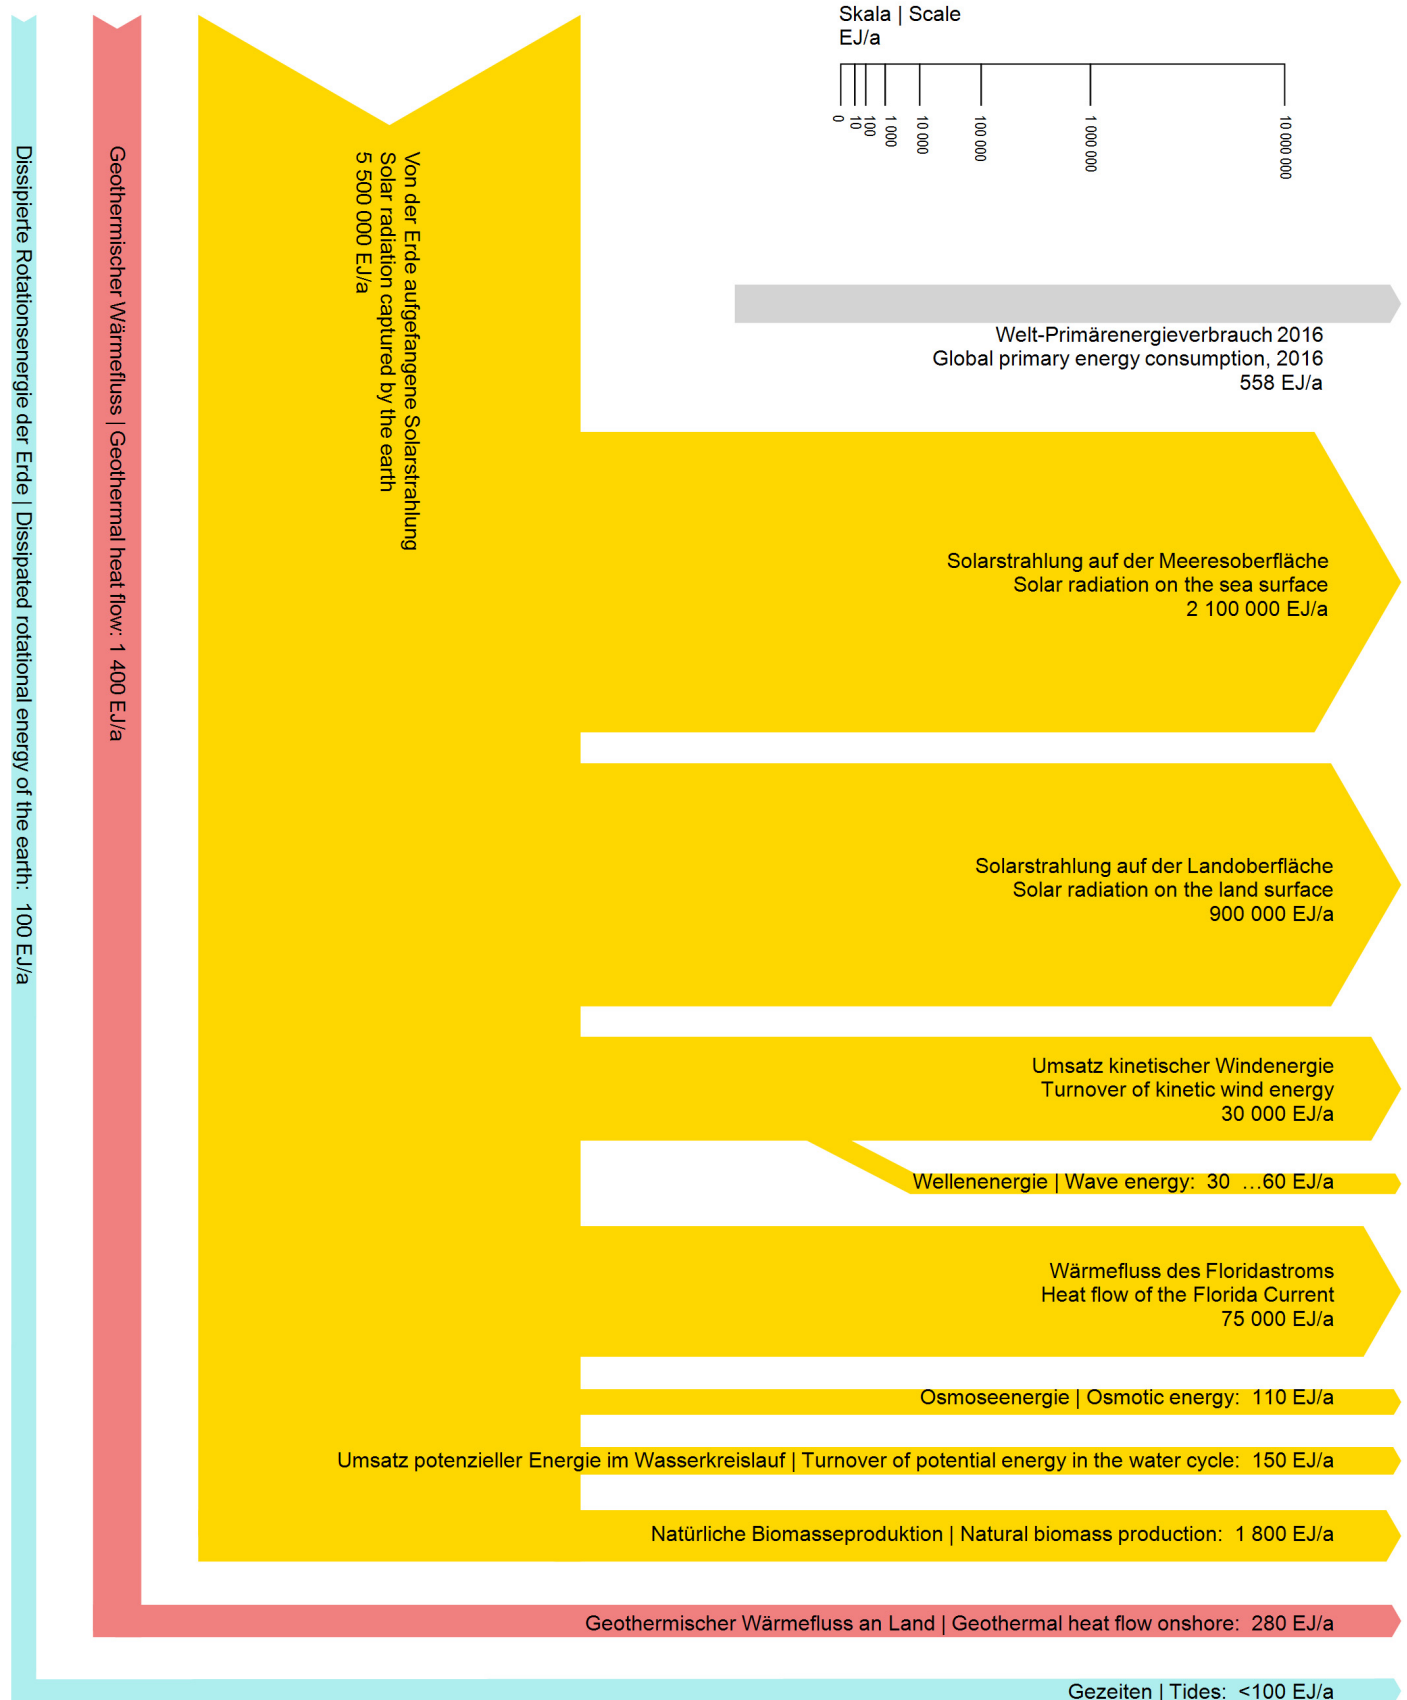 Skala | Scale
EJ/a
0
10
100
1 000
10 000
100 000
1 000 000
10 000 000
Dissipierte Rotationsenergie der Erde | Dissipated rotational energy of the earth: 100 EJ/a
Geothermischer Wärmefluss | Geothermal heat flow: 1 400 EJ/a
Von der Erde aufgefangene Solarstrahlung
Solar radiation captured by the earth
5 500 000 EJ/a
Welt-Primärenergieverbrauch 2016
Global primary energy consumption, 2016
558 EJ/a
Solarstrahlung auf der Meeresoberfläche
Solar radiation on the sea surface
2 100 000 EJ/a
Solarstrahlung auf der Landoberfläche
Solar radiation on the land surface
900 000 EJ/a
Umsatz kinetischer Windenergie
Turnover of kinetic wind energy
30 000 EJ/a
Wellenenergie | Wave energy: 30 …60 EJ/a
Wärmefluss des Floridastroms
Heat flow of the Florida Current
75 000 EJ/a
Osmoseenergie | Osmotic energy: 110 EJ/a
Umsatz potenzieller Energie im Wasserkreislauf | Turnover of potential energy in the water cycle: 150 EJ/a
Natürliche Biomasseproduktion | Natural biomass production: 1 800 EJ/a
Geothermischer Wärmefluss an Land | Geothermal heat flow onshore: 280 EJ/a
Gezeiten | Tides: <100 EJ/a